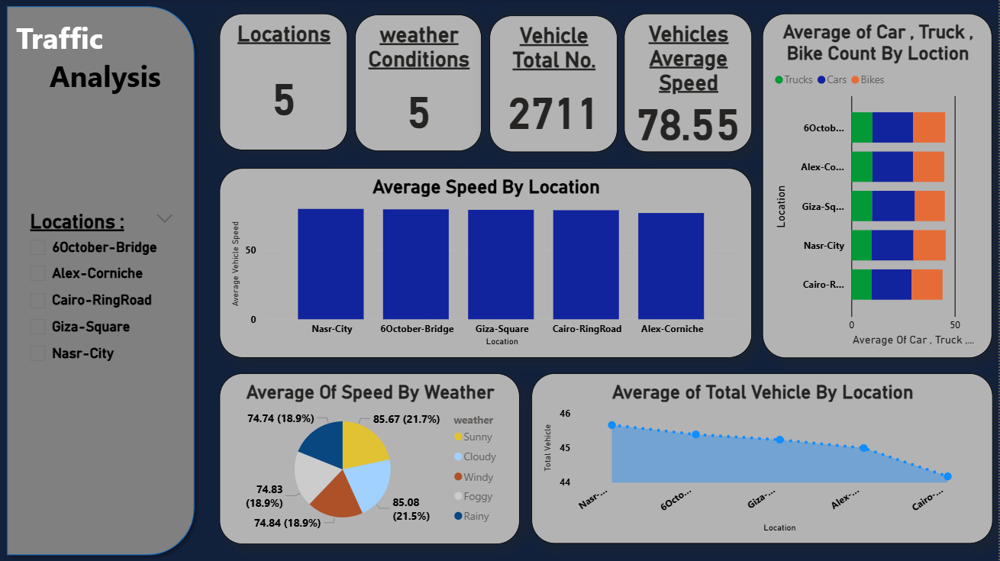 Traffic
Analysis
Locations :
6October-Bridge
Alex-Corniche
Cairo-RingRoad
Giza-Square
Nasr-City
Locations
5
weather
Conditions
5
Vehicle
Total No.
2711
Vehicles
Average
Speed
78.55
Average of Car , Truck ,
Bike Count By Loction
Trucks Cars Bikes
Location
6Octob...
Alex-Co...
Giza-Sq...
Nasr-City
Cairo-R...
0 50
Average Of Car , Truck ,...
Average Speed By Location
Average Vehicle Speed
50
0
Nasr-City 6October-Bridge Giza-Square Cairo-RingRoad Alex-Corniche
Location
Average Of Speed By Weather
74.74 (18.9%)
85.67 (21.7%)
74.83
(18.9%)
85.08
(21.5%)
74.84 (18.9%)
weather
Sunny
Cloudy
Windy
Foggy
Rainy
Average of Total Vehicle By Location
Total Vehicle
46
45
44
Nasr-... 6Octo... Giza-... Alex-... Cairo-...
Location